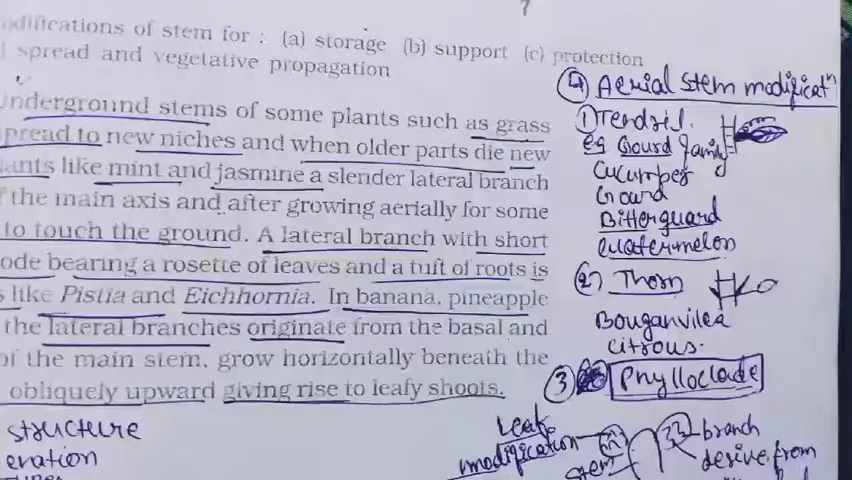 7
odifications of stem for : (a) storage (b) support (c) protection
spread and vegetative propagation
nderground stems of some plants such as grass
pread to new niches and when older parts die new
lants like mint and jasmine a slender lateral branch
f the main axis and after growing aerially for some
to touch the ground. A lateral branch with short
ode bearing a rosette of leaves and a tuft of roots is
s like Pistia and Eichhornia. In banana, pineapple
the lateral branches originate from the basal and
of the main stem, grow horizontally beneath the
obliquely upward giving rise to leafy shoots.
structure
eration
4 Aerial stem modificatn
1) Tendril.
eg Gourd family
Cucumber
Gourd
Bitterguard
watermelon
2) Thorn
Bouganvilea
citrous.
3 Phylloclade
Leaf
modification
stem
branch
derive from